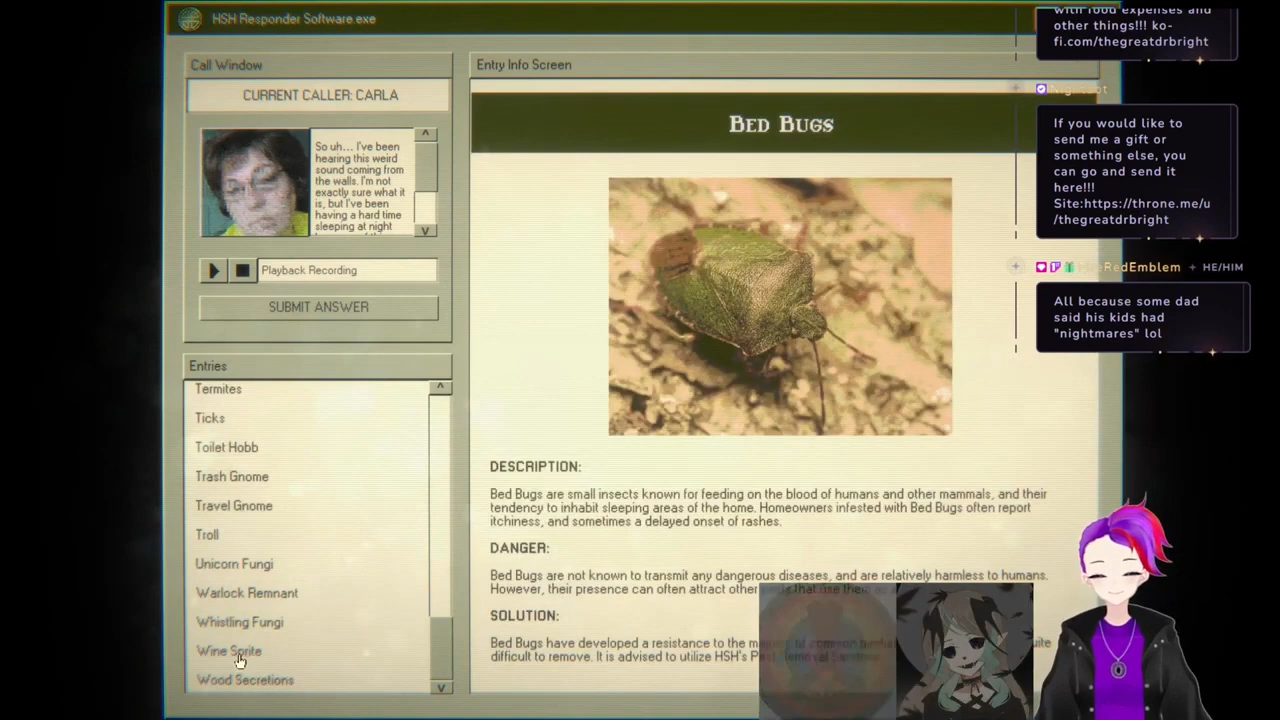 HSH Responder Software.exe
Call Window
CURRENT CALLER: CARLA
So uh... I've been
hearing this weird
sound coming from
the walls. I'm not
exactly sure what it
is, but I've been
having a hard time
sleeping at night
Playback Recording
SUBMIT ANSWER
Entries
Termites
Ticks
Toilet Hobb
Trash Gnome
Travel Gnome
Troll
Unicorn Fungi
Warlock Remnant
Whistling Fungi
Wine Sprite
Wood Secretions
Entry Info Screen
BED BUGS
DESCRIPTION:
Bed Bugs are small insects known for feeding on the blood of humans and other mammals, and their
tendency to inhabit sleeping areas of the home. Homeowners infested with Bed Bugs often report
itchiness, and sometimes a delayed onset of rashes.
DANGER:
Bed Bugs are not known to transmit any dangerous diseases, and are relatively harmless to humans.
However, their presence can often attract other
SOLUTION:
Bed Bugs have developed a resistance to the
difficult to remove. It is advised to utilize HSH's
with food expenses and
other things!!! ko-
fi.com/thegreatdrbright
If you would like to
send me a gift or
something else, you
can go and send it
here!!!
Site:https://throne.me/u
/thegreatdrbright
RedEmblem + HE/HIM
All because some dad
said his kids had
"nightmares" lol